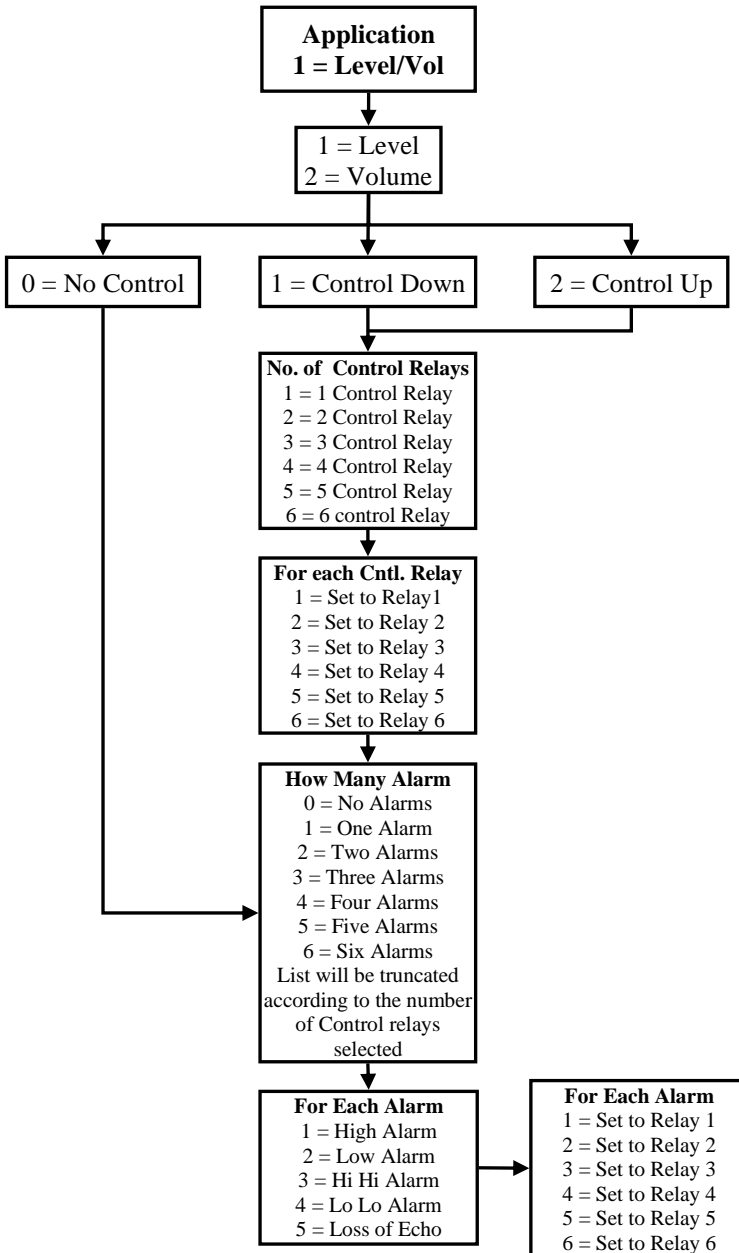 Application
1 = Level/Vol
1 = Level
2 = Volume
0 = No Control
1 = Control Down
2 = Control Up
No. of Control Relays
1 = 1 Control Relay
2 = 2 Control Relay
3 = 3 Control Relay
4 = 4 Control Relay
5 = 5 Control Relay
6 = 6 control Relay
For each Cntl. Relay
1 = Set to Relay1
2 = Set to Relay 2
3 = Set to Relay 3
4 = Set to Relay 4
5 = Set to Relay 5
6 = Set to Relay 6
How Many Alarm
0 = No Alarms
1 = One Alarm
2 = Two Alarms
3 = Three Alarms
4 = Four Alarms
5 = Five Alarms
6 = Six Alarms
List will be truncated
according to the number
of Control relays
selected
For Each Alarm
1 = High Alarm
2 = Low Alarm
3 = Hi Hi Alarm
4 = Lo Lo Alarm
5 = Loss of Echo
For Each Alarm
1 = Set to Relay 1
2 = Set to Relay 2
3 = Set to Relay 3
4 = Set to Relay 4
5 = Set to Relay 5
6 = Set to Relay 6